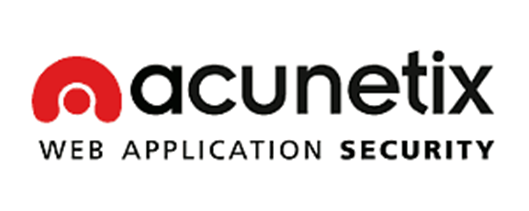 acunetix
WEB APPLICATION SECURITY